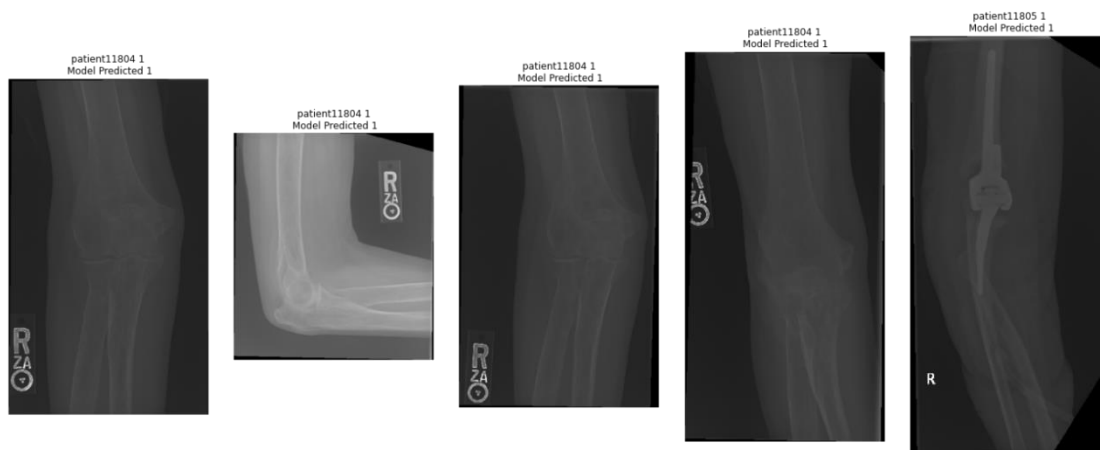 patient11804 1
Model Predicted 1
R
ZA
patient11804 1
Model Predicted 1
R
ZA
patient11804 1
Model Predicted 1
R
ZA
patient11804 1
Model Predicted 1
R
ZA
patient11805 1
Model Predicted 1
R